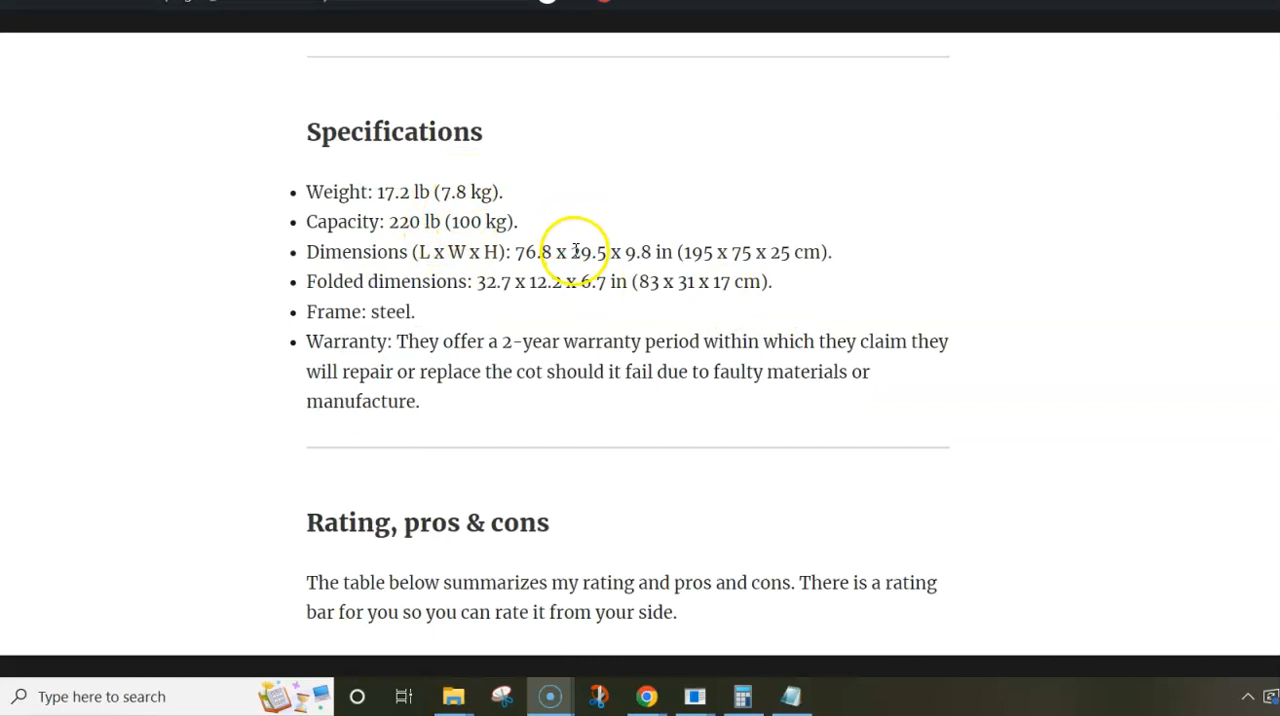 Specifications
• Weight: 17.2 lb (7.8 kg).
• Capacity: 220 lb (100 kg).
• Dimensions (L x W x H): 76.8 x 29.5 x 9.8 in (195 x 75 x 25 cm).
• Folded dimensions: 32.7 x 12.2 x 6.7 in (83 x 31 x 17 cm).
• Frame: steel.
• Warranty: They offer a 2-year warranty period within which they claim they
will repair or replace the cot should it fail due to faulty materials or
manufacture.
Rating, pros & cons
The table below summarizes my rating and pros and cons. There is a rating
bar for you so you can rate it from your side.
Type here to search